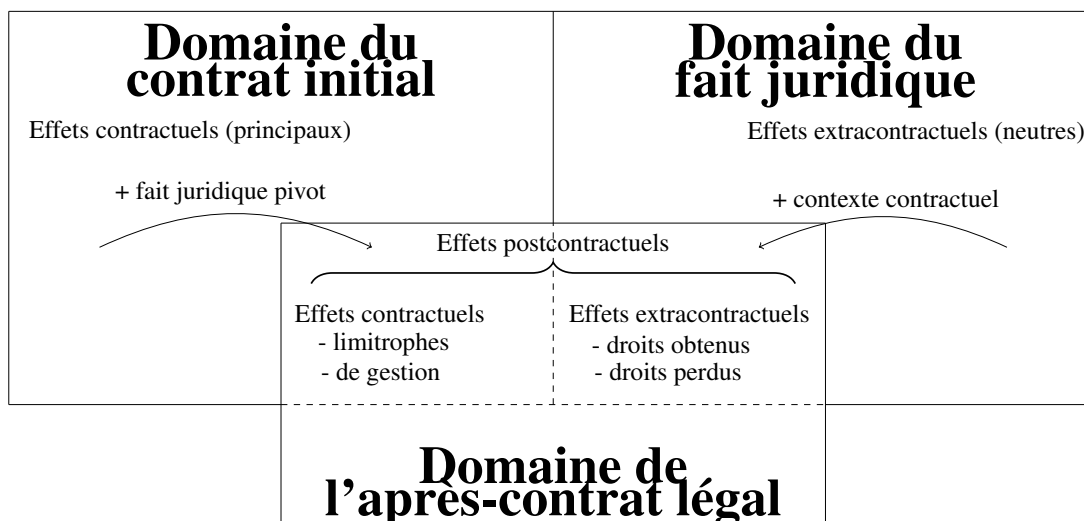 Domaine du
contrat initial
Domaine du
fait juridique
Effets contractuels (principaux)
Effets extracontractuels (neutres)
+ fait juridique pivot
+ contexte contractuel
Effets postcontractuels
Effets contractuels
- limitrophes
- de gestion
Effets extracontractuels
- droits obtenus
- droits perdus
Domaine de
l'après-contrat légal